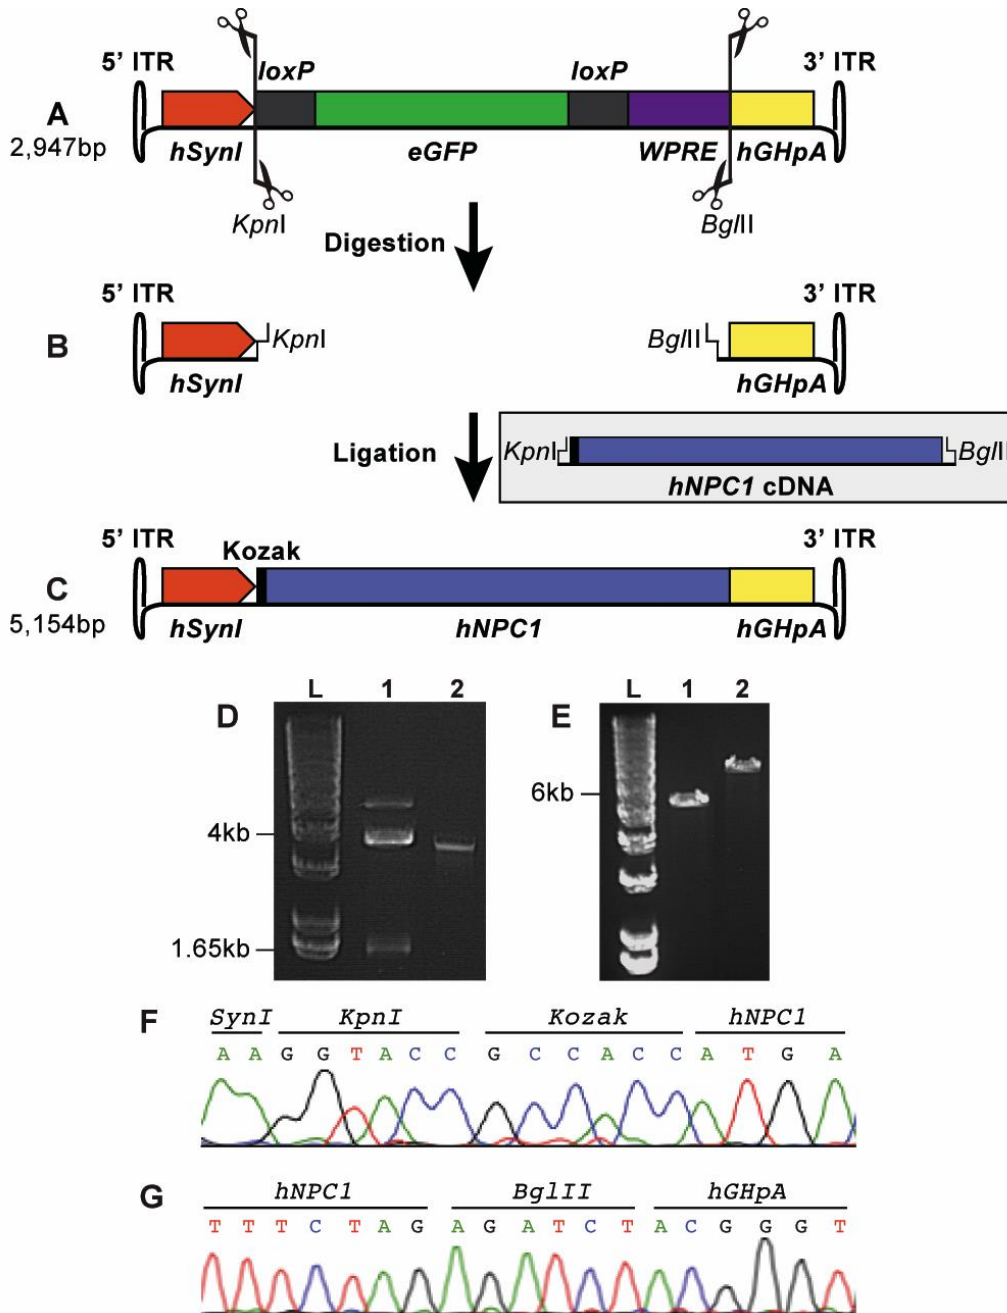 5’ ITR 3’ ITR
loxP loxP
A
2,947bp
hSynI eGFP WPRE hGHpA
KpnI BglII
Digestion
5’ ITR 3’ ITR
B
KpnI BglII
hSynI hGHpA
Ligation
KpnI BglII
hNPC1 cDNA
5’ ITR 3’ ITR
Kozak
C
5,154bp
hSynI hNPC1 hGHpA
D L 1 2
4kb
1.65kb
E L 1 2
6kb
F
SynI KpnI Kozak hNPC1
A A G G T A C C G C C A C C A T G A
G
hNPC1 BglII hGHpA
T T T C T A G A G A T C T A C G G G T